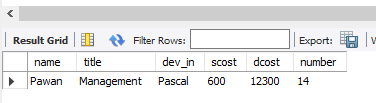 Result Grid Filter Rows: Export:
name title dev_in scost dcost number
Pawan Management Pascal 600 12300 14